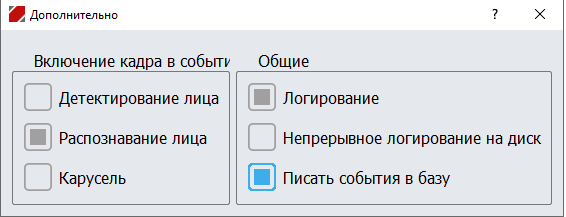 Дополнительно
?
Включение кадра в событи
Детектирование лица
Распознавание лица
Карусель
Общие
Логирование
Непрерывное логирование на диск
Писать события в базу